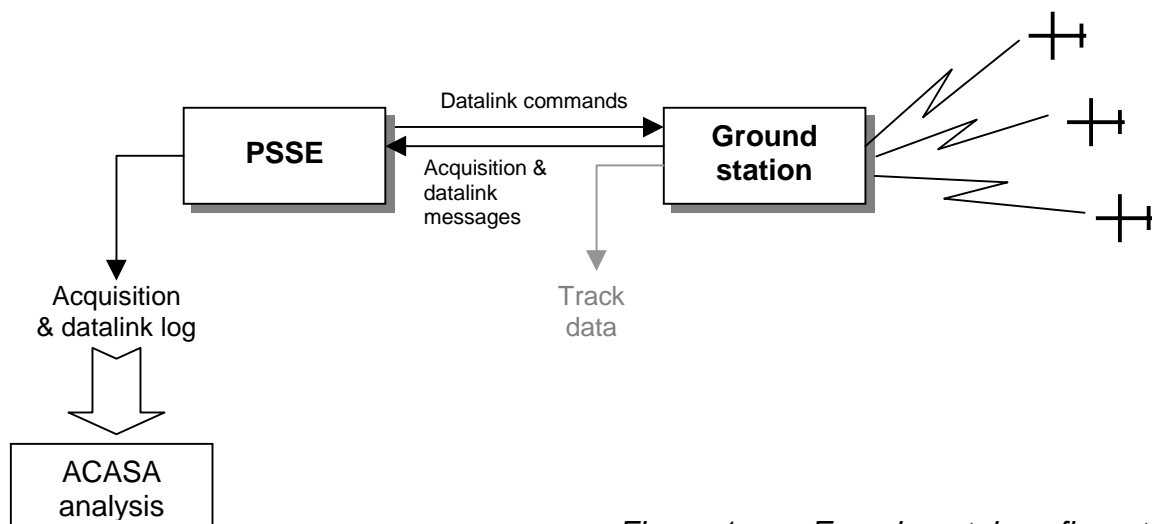 Datalink commands
PSSE
Ground
station
Acquisition &
datalink
messages
Acquisition
& datalink log
Track
data
ACASA
analysis